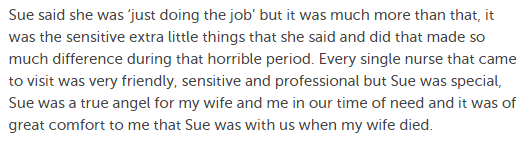 Sue said she was ‘just doing the job’ but it was much more than that, it
was the sensitive extra little things that she said and did that made so
much difference during that horrible period. Every single nurse that came
to visit was very friendly, sensitive and professional but Sue was special,
Sue was a true angel for my wife and me in our time of need and it was of
great comfort to me that Sue was with us when my wife died.